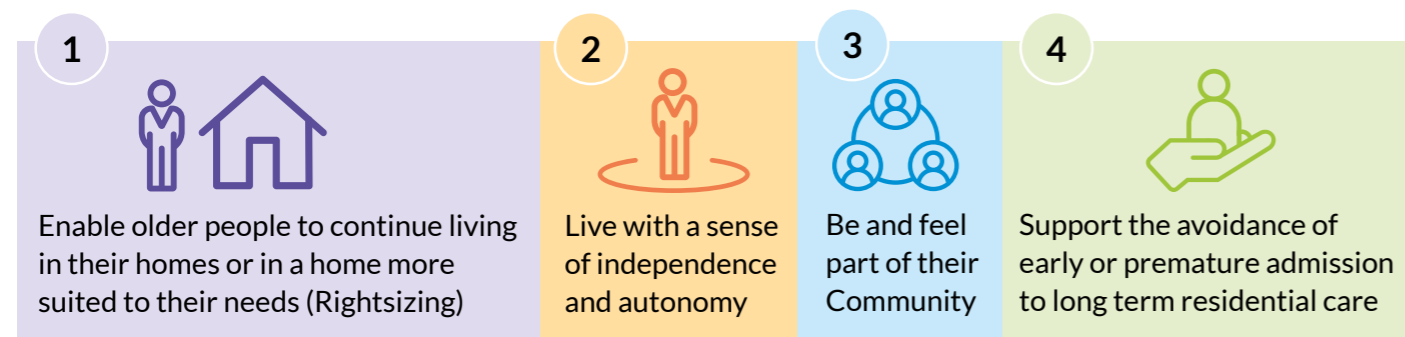 1
Enable older people to continue living
in their homes or in a home more
suited to their needs (Rightsizing)
2
Live with a sense
of independence
and autonomy
3
Be and feel
part of their
Community
4
Support the avoidance of
early or premature admission
to long term residential care